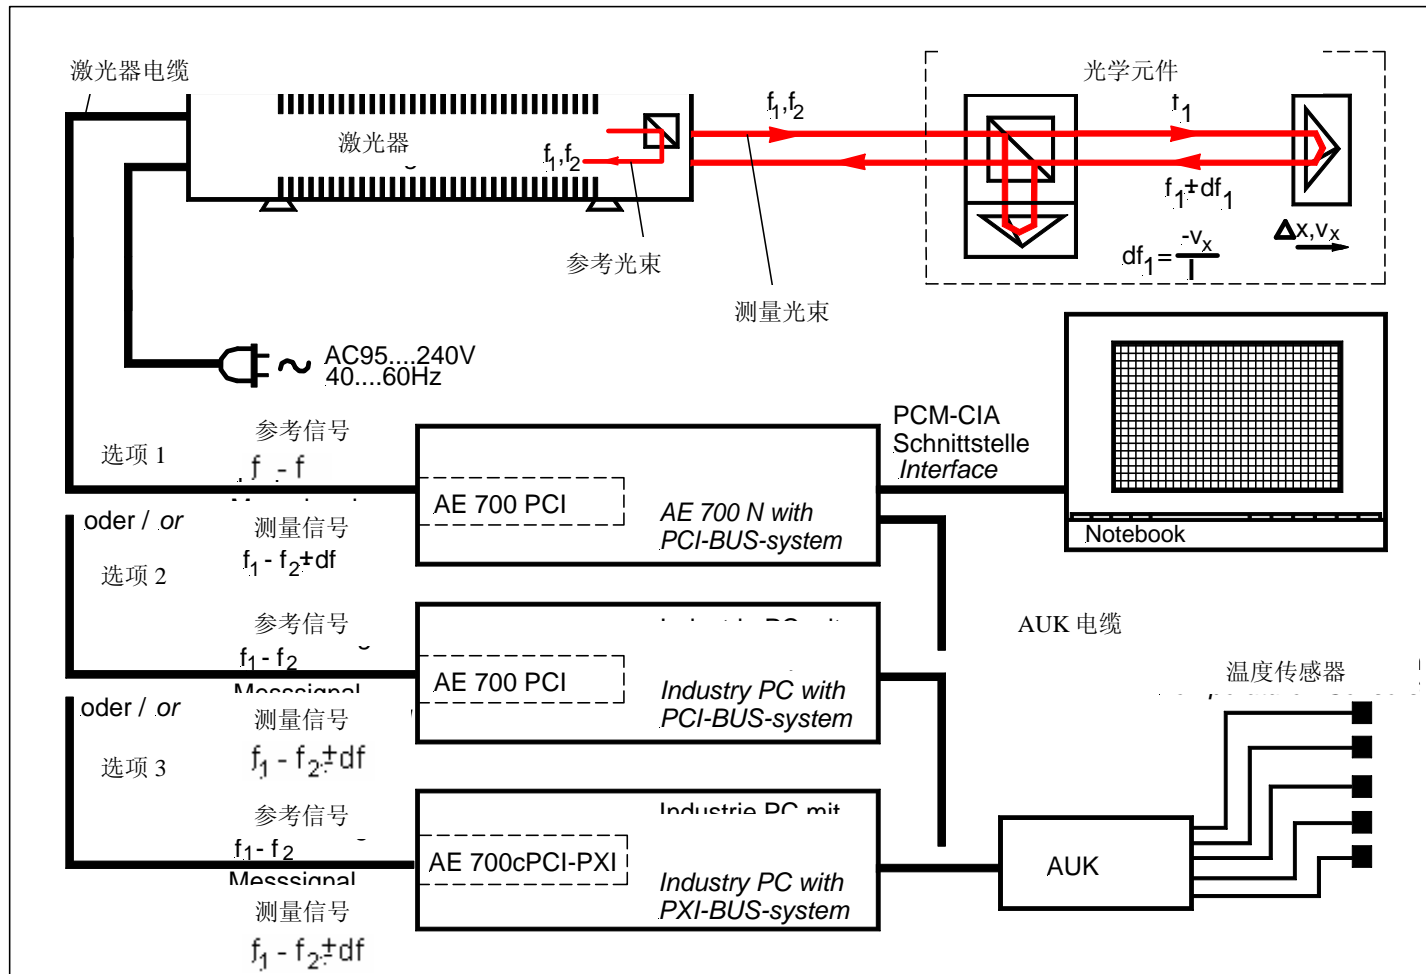 激光器电缆
光学元件
f1,f2
f1
激光器
f1,f2
f1±df1
Δx,vx
-vx
df1=
参考光束
测量光束
AC95....240V
40....60Hz
PCM-CIA
Schnittstelle
Interface
参考信号
选项 1
f - f
AE 700 PCI
AE 700 N with
PCI-BUS-system
Notebook
oder / or
测量信号
f1 - f2±df
选项 2
参考信号
f1 - f2
AUK 电缆
Messsignal
AE 700 PCI
Industry PC with
PCI-BUS-system
温度传感器
oder / or
测量信号
f1 - f2±df
选项 3
参考信号
f1 - f2
Industrie PC mit
Messsignal
AE 700cPCI-PXI
Industry PC with
PXI-BUS-system
AUK
测量信号
f1 - f2±df